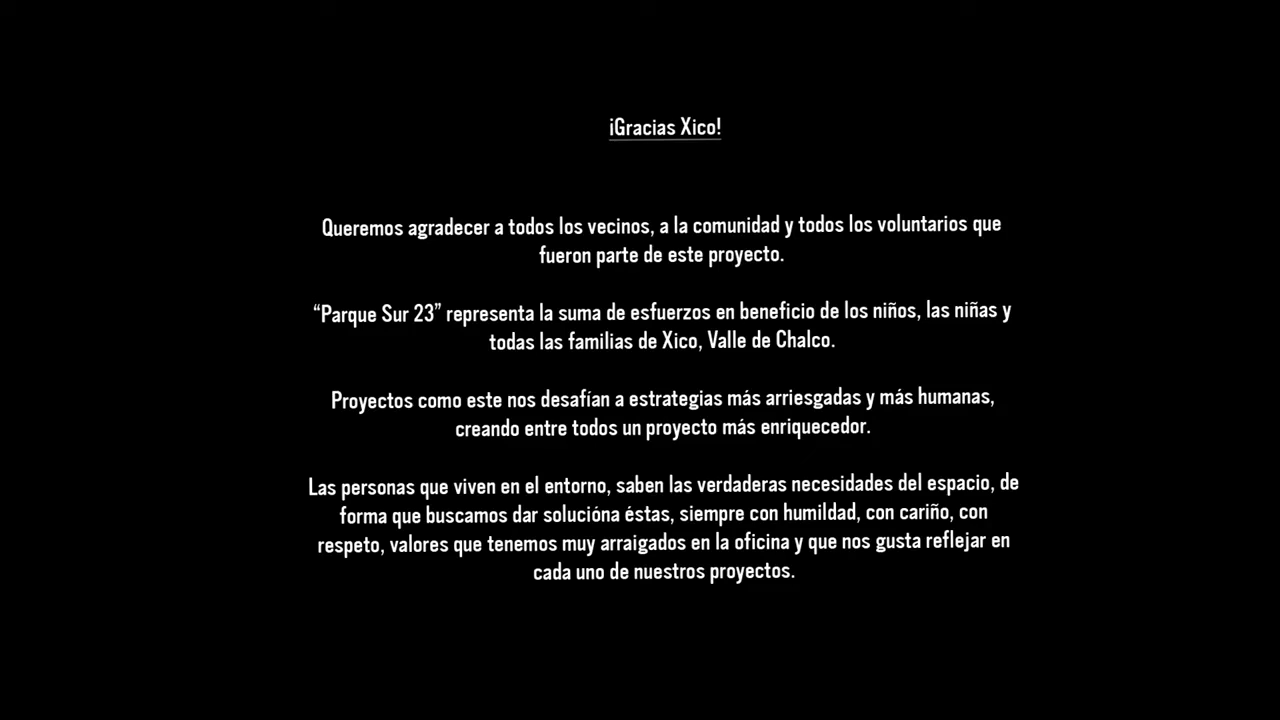 ¡Gracias Xico!
Queremos agradecer a todos los vecinos, a la comunidad y todos los voluntarios que
fueron parte de este proyecto.
“Parque Sur 23” representa la suma de esfuerzos en beneficio de los niños, las niñas y
todas las familias de Xico, Valle de Chalco.
Proyectos como este nos desafían a estrategias más arriesgadas y más humanas,
creando entre todos un proyecto más enriquecedor.
Las personas que viven en el entorno, saben las verdaderas necesidades del espacio, de
forma que buscamos dar solucióna éstas, siempre con humildad, con cariño, con
respeto, valores que tenemos muy arraigados en la oficina y que nos gusta reflejar en
cada uno de nuestros proyectos.